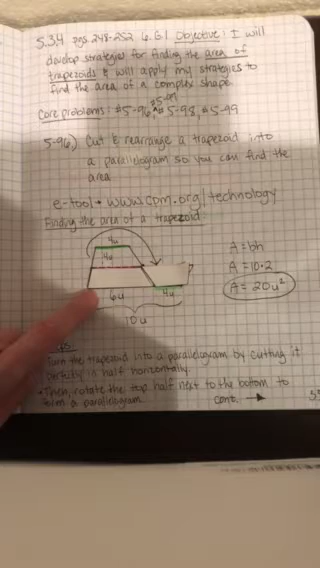 5.3.4 pgs. 248-252 6.G.1 Objective: I will
develop strategies for finding the area of
trapezoids & will apply my strategies to
find the area of a complex shape.
Core problems: #5-96, #5-97, #5-98, #5-99
5-96) Cut & rearrange a trapezoid into
a parallelogram so you can find the
area.
e-tool → www.cpm.org/technology
Finding the area of a trapezoid:
4u
4u
6u
4u
10u
A = bh
A = 10·2
A = 20u²
Turn the trapezoid into a parallelogram by cutting it
in half horizontally.
• Then, rotate the top half next to the bottom to
form a parallelogram.
cont. →